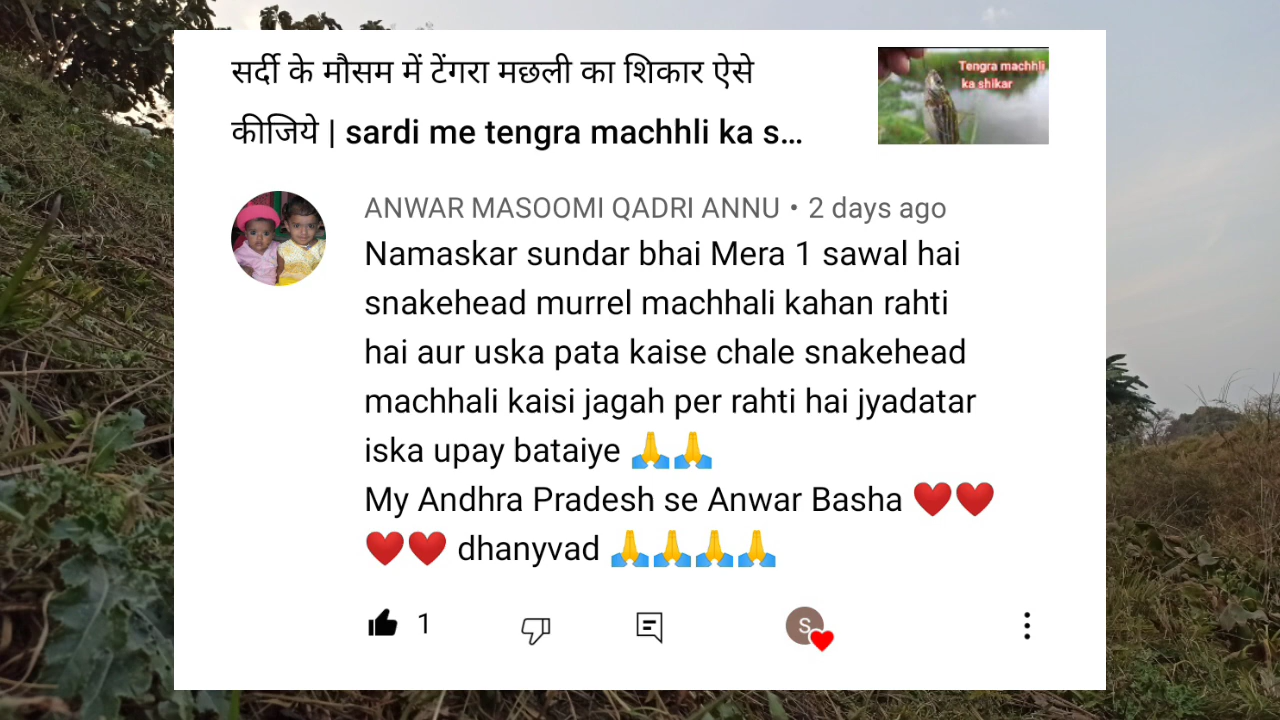 सर्दी के मौसम में टेंगरा मछली का शिकार ऐसे
कीजिये | sardi me tengra machhli ka s...
Tengra machhli
ka shikar
ANWAR MASOOMI QADRI ANNU • 2 days ago
Namaskar sundar bhai Mera 1 sawal hai
snakehead murrel machhali kahan rahti
hai aur uska pata kaise chale snakehead
machhali kaisi jagah per rahti hai jyadatar
iska upay bataiye 🙏🙏
My Andhra Pradesh se Anwar Basha ❤️❤️
❤️❤️ dhanyvad 🙏🙏🙏🙏
1
S